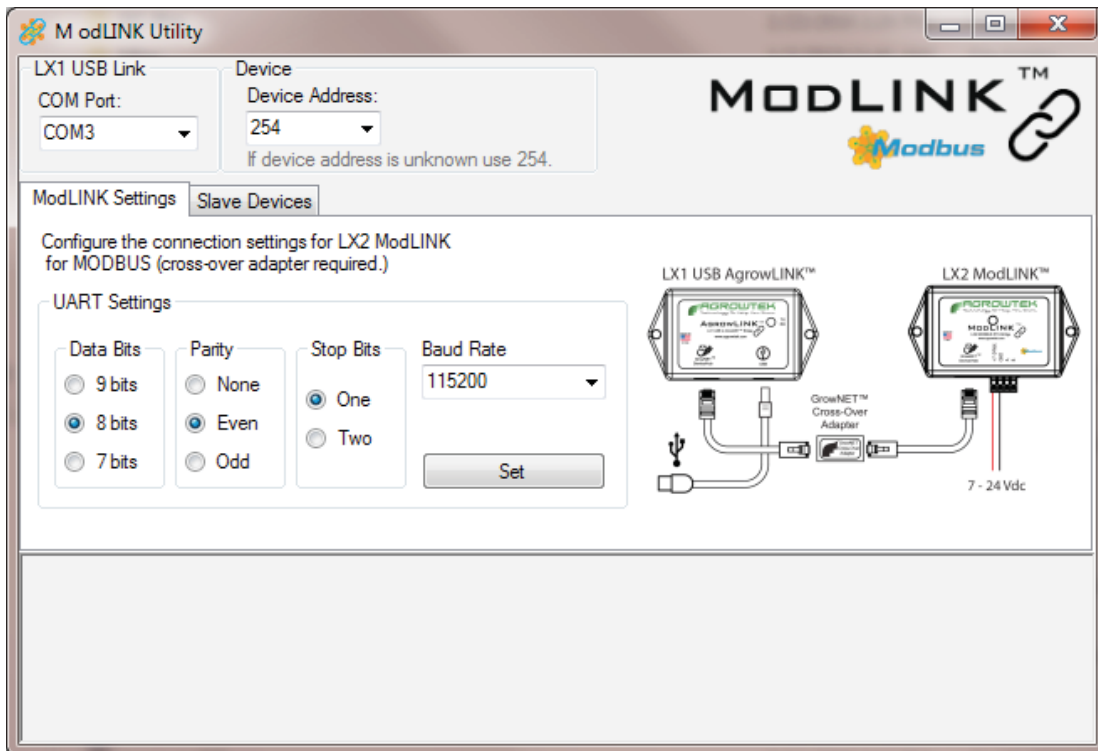 M odLINK Utility
LX1 USB Link
Device
COM Port:
Device Address:
COM3
254
If device address is unknown use 254.
MODLINK™
Modbus
ModLINK Settings
Slave Devices
Configure the connection settings for LX2 ModLINK
for MODBUS (cross-over adapter required.)
UART Settings
Data Bits
Parity
Stop Bits
Baud Rate
9 bits
None
One
115200
8 bits
Even
Two
7 bits
Odd
Set
LX1 USB AgrowLINK™
LX2 ModLINK™
AGROWTEK
AGROWLINK
AGROWTEK
MODLINK
GrowNET™
Cross-Over
Adapter
7 - 24 Vdc